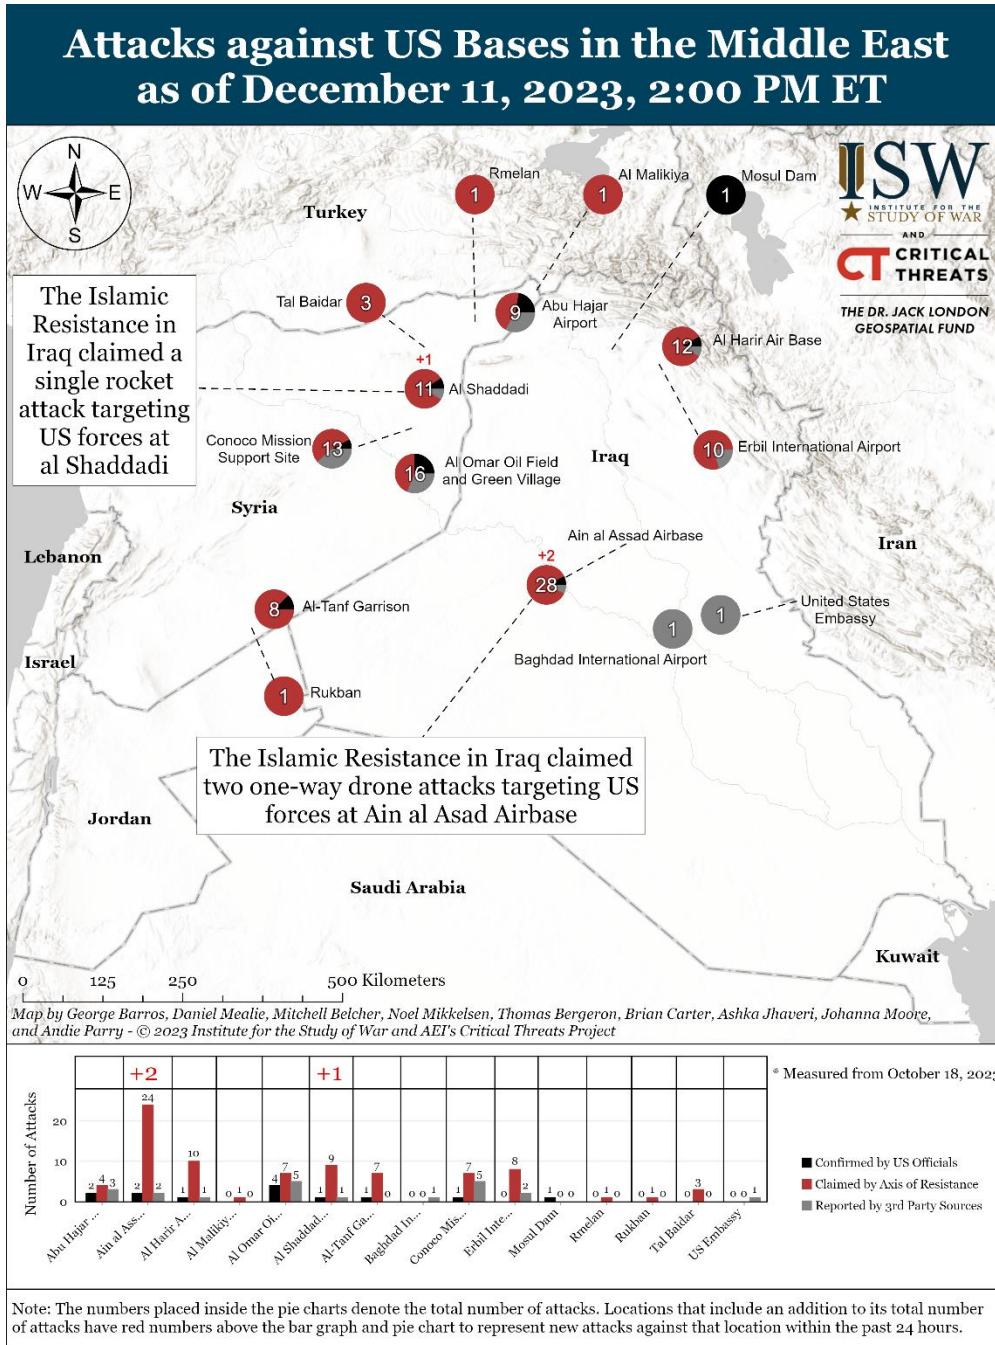 Attacks against US Bases in the Middle East
as of December 11, 2023, 2:00 PM ET
N
W
E
S
Turkey
Rmelan
1
Al Malikiya
1
Mosul Dam
1
ISW
INSTITUTE FOR THE
STUDY OF WAR
AND
CT CRITICAL
THREATS
THE DR. JACK LONDON
GEOSPATIAL FUND
The Islamic
Resistance in
Iraq claimed a
single rocket
attack targeting
US forces at
al Shaddadi
Tal Baidar
3
9
Abu Hajar
Airport
12
Al Harir Air Base
+1
11
Al Shaddadi
Conoco Mission
Support Site
13
16
Al Omar Oil Field
and Green Village
Iraq
10
Erbil International Airport
Syria
Lebanon
Iran
Ain al Assad Airbase
+2
28
8
Al-Tanf Garrison
1
1
United States
Embassy
Baghdad International Airport
Israel
1
Rukban
The Islamic Resistance in Iraq claimed
two one-way drone attacks targeting US
forces at Ain al Asad Airbase
Jordan
Saudi Arabia
Kuwait
0 125 250 500 Kilometers
Map by George Barros, Daniel Mealie, Mitchell Belcher, Noel Mikkelsen, Thomas Bergeron, Brian Carter, Ashka Jhaveri, Johanna Moore,
and Andie Parry - © 2023 Institute for the Study of War and AEI's Critical Threats Project
+2 +1
* Measured from October 18, 2023
Number of Attacks
20
10
0
2 4 3
2 24 2
1 10 1
0 1 0
4 7 5
1 9 1
1 7 0
0 0 1
1 7 5
0 8 2
1 0 0
0 1 0
0 1 0
0 3 0
0 0 1
Abu Hajar ...
Ain al Ass...
Al Harir A...
Al Malikiy...
Al Omar Oi...
Al Shaddad...
Al-Tanf Ga...
Baghdad In...
Conoco Mis...
Erbil Inte...
Mosul Dam
Rmelan
Rukban
Tal Baidar
US Embassy
Confirmed by US Officials
Claimed by Axis of Resistance
Reported by 3rd Party Sources
Note: The numbers placed inside the pie charts denote the total number of attacks. Locations that include an addition to its total number
of attacks have red numbers above the bar graph and pie chart to represent new attacks against that location within the past 24 hours.